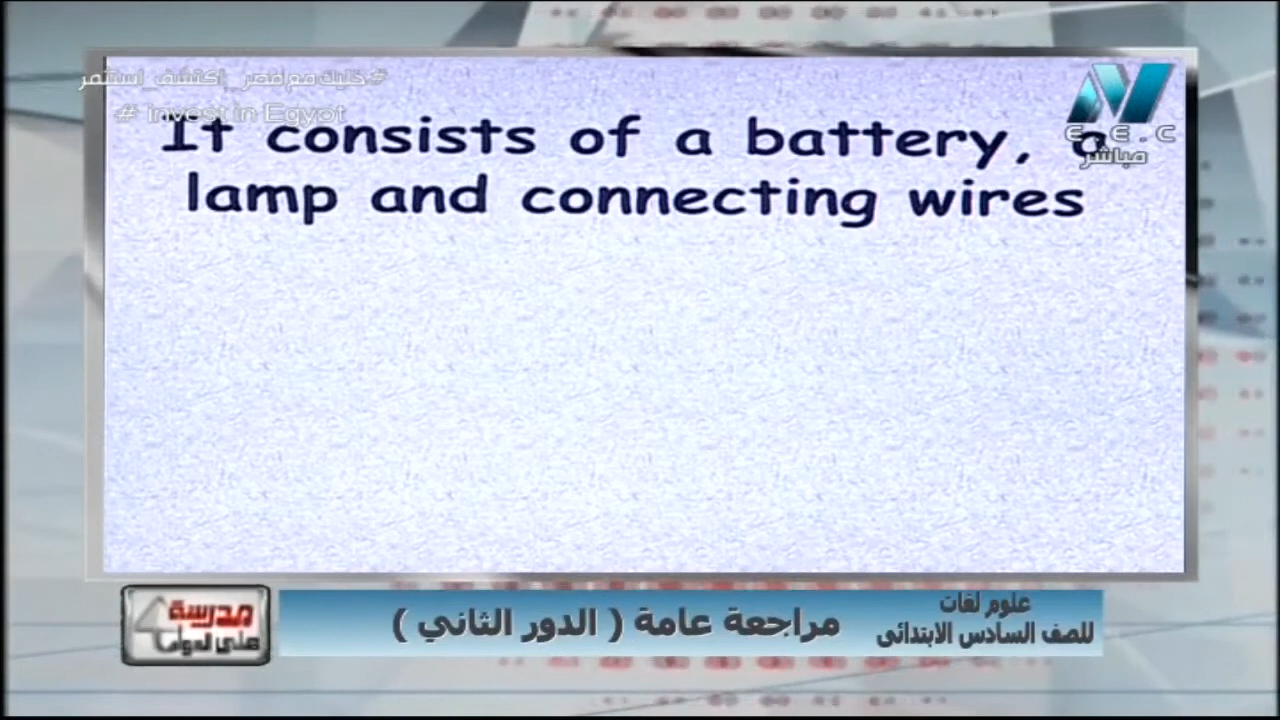 #خليك_مع_مصر_إكتشف_استثمر
# invest in Egypt
It consists of a battery, a
lamp and connecting wires
E.E.C
مباشر
علوم لغات
للصف السادس الابتدائى
مراجعة عامة ( الدور الثاني )
مدرسة
على الهواء